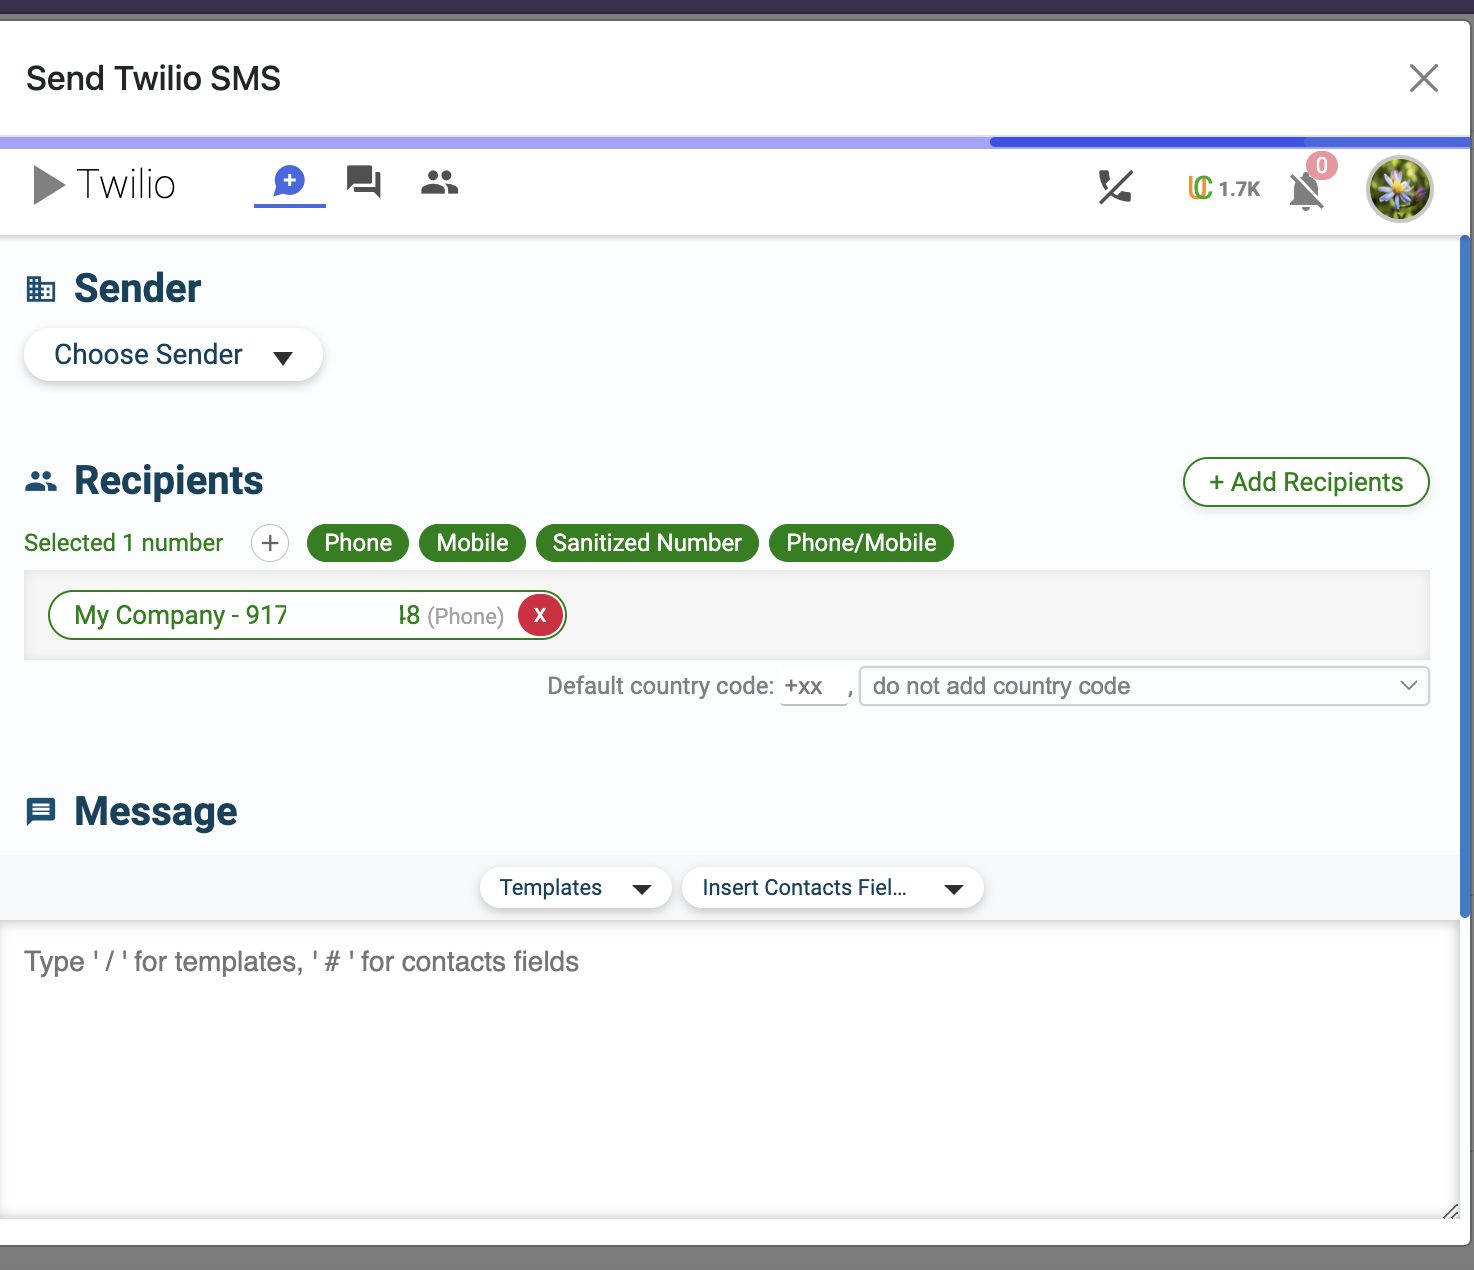 Send Twilio SMS
Twilio
1.7K
0
Sender
Choose Sender
Recipients
+ Add Recipients
Selected 1 number
Phone
Mobile
Sanitized Number
Phone/Mobile
My Company - 917 48 (Phone) X
Default country code: +xx , do not add country code
Message
Templates
Insert Contacts Fiel...
Type ' / ' for templates, ' # ' for contacts fields